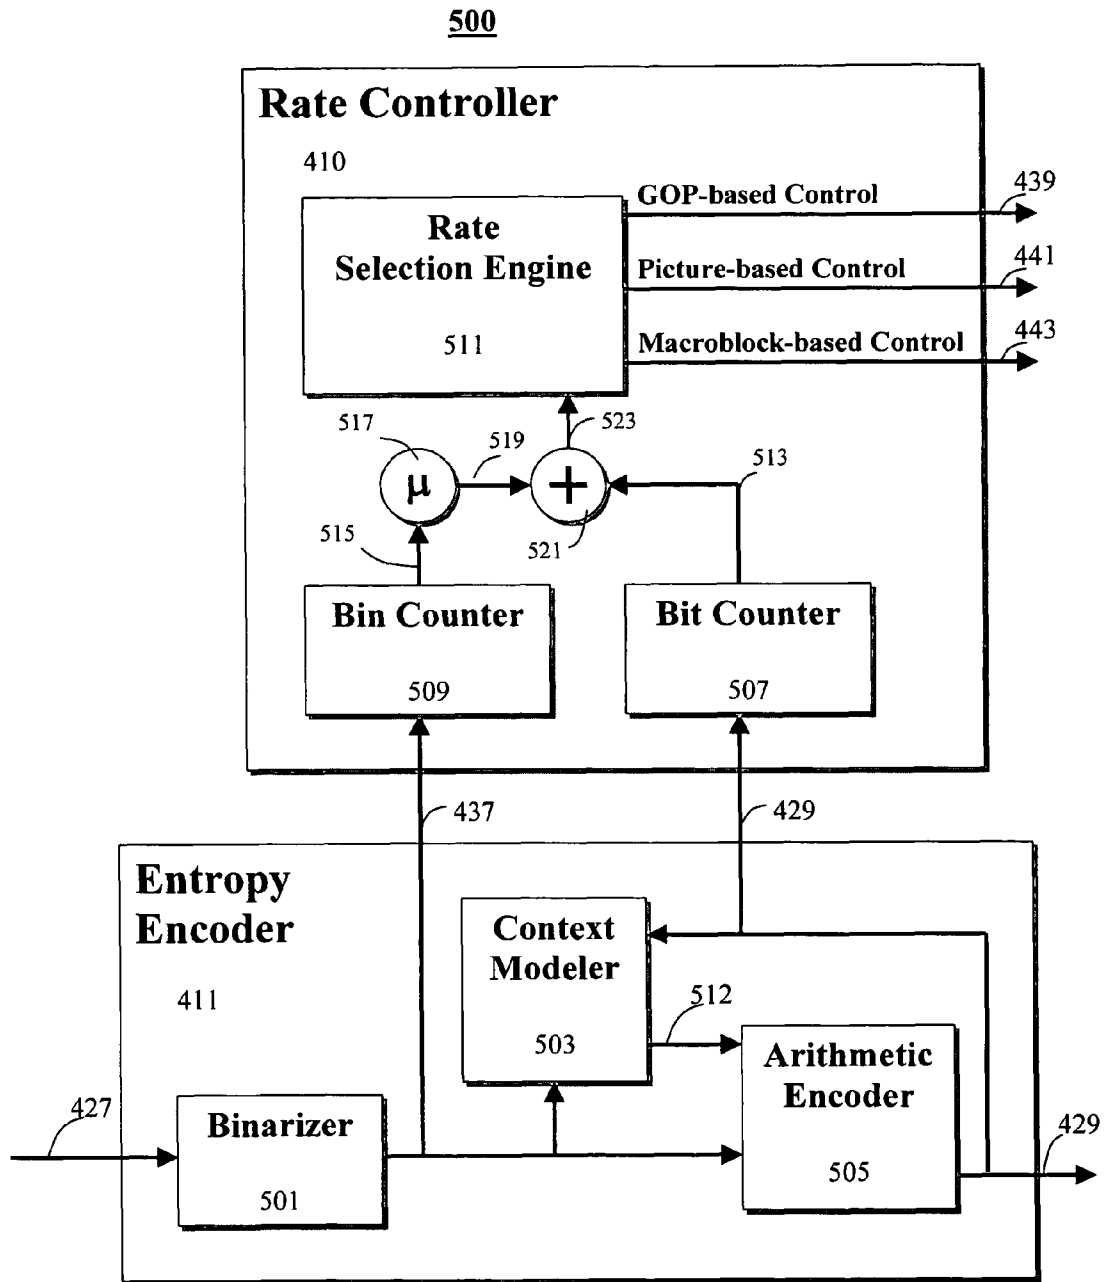 500
Rate Controller
410
Rate
Selection Engine
511
GOP-based Control
439
Picture-based Control
441
Macroblock-based Control
443
517
519
523
513
μ
+
515
521
Bin Counter
509
Bit Counter
507
437
429
Entropy
Encoder
411
Context
Modeler
503
512
Arithmetic
Encoder
505
427
Binarizer
501
429